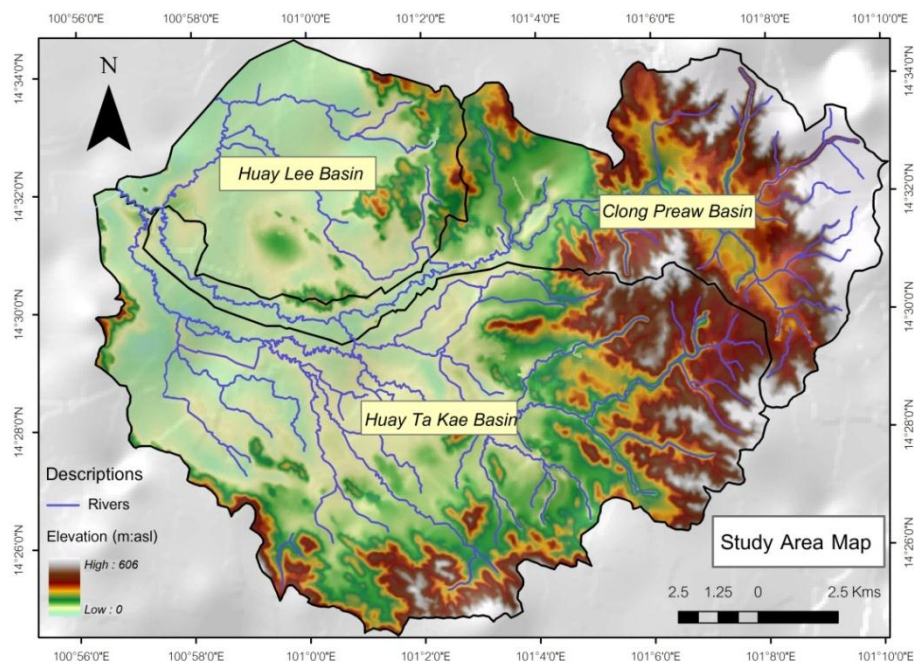 100°56'0"E 100°58'0"E 101°0'0"E 101°2'0"E 101°4'0"E 101°6'0"E 101°8'0"E 101°10'0"E
14°34'0"N 14°34'0"N
N
Huay Lee Basin
14°32'0"N 14°32'0"N
Clong Preaw Basin
14°30'0"N 14°30'0"N
Huay Ta Kae Basin
14°28'0"N 14°28'0"N
Descriptions
Rivers
Elevation (m:asl)
High : 606
Low : 0
14°26'0"N 14°26'0"N
Study Area Map
2.5 1.25 0 2.5 Kms
100°56'0"E 100°58'0"E 101°0'0"E 101°2'0"E 101°4'0"E 101°6'0"E 101°8'0"E 101°10'0"E